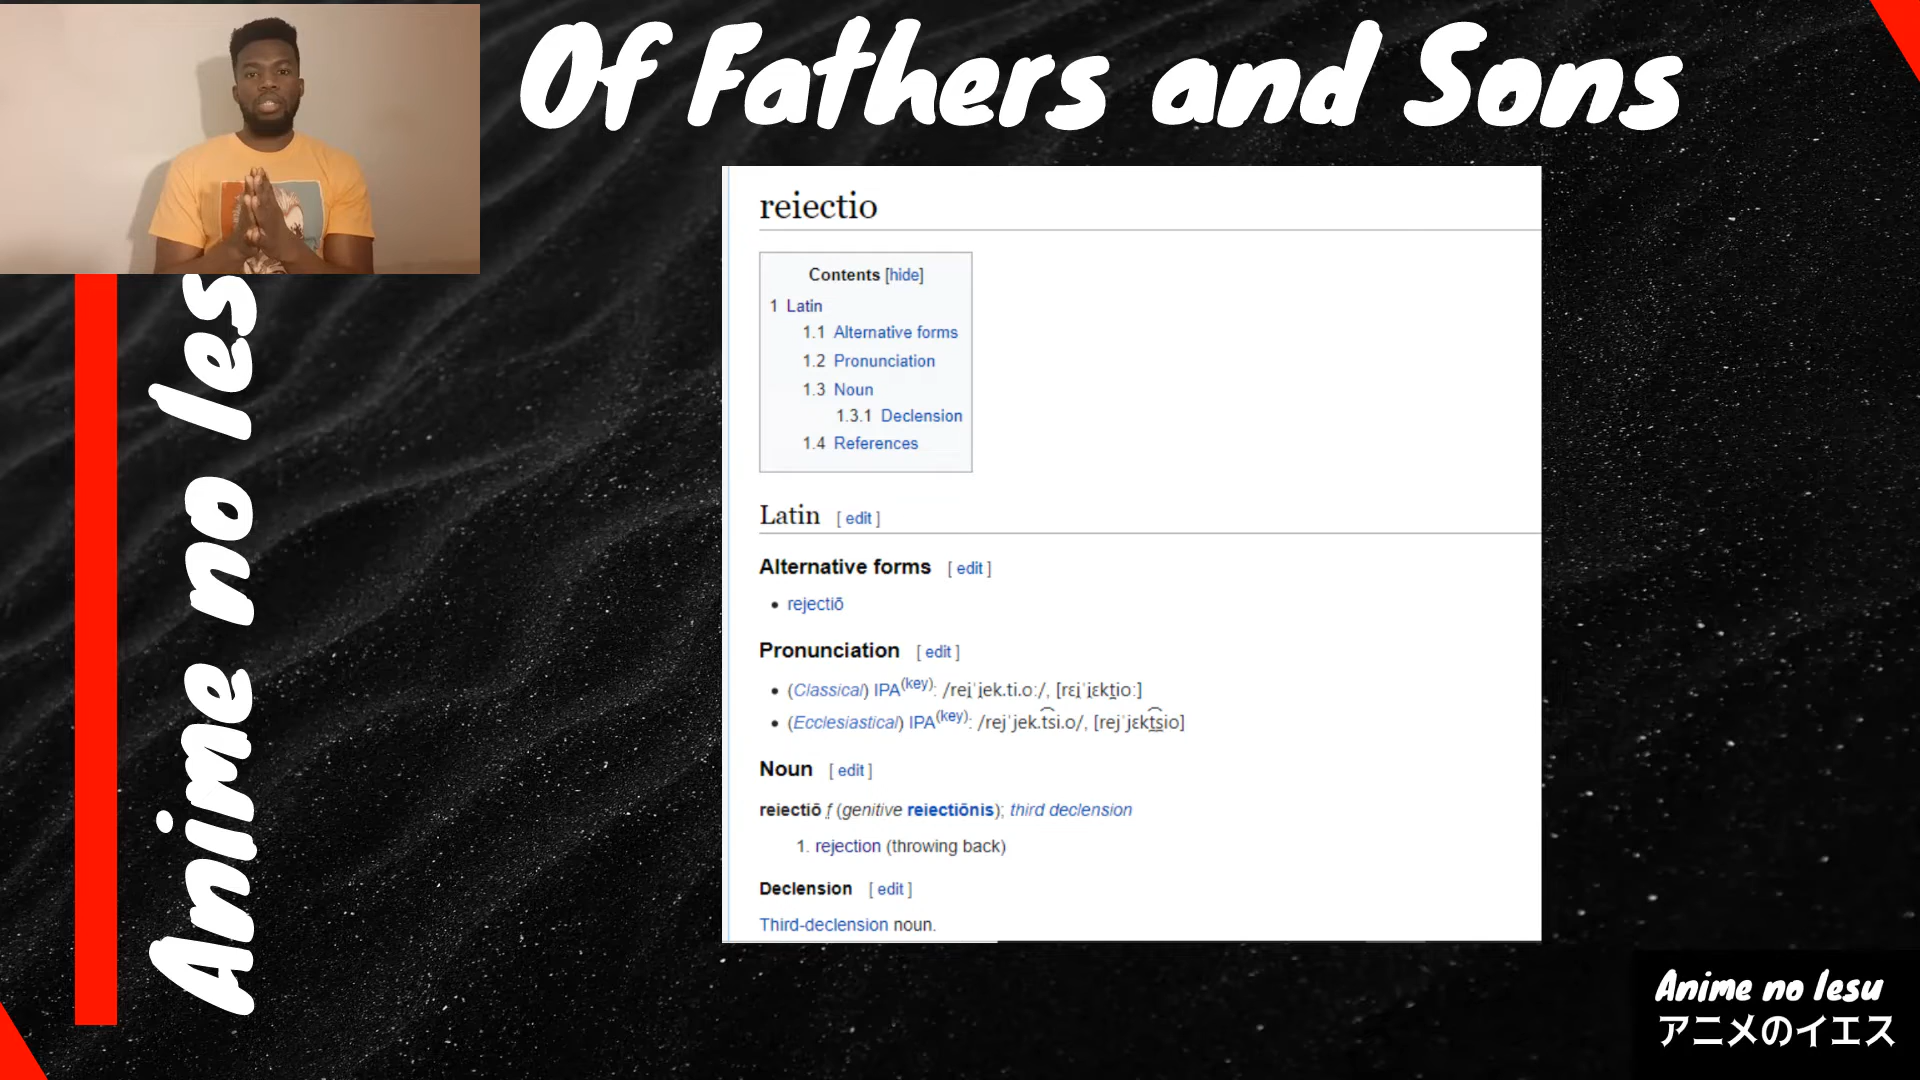 Of Fathers and Sons
Anime no Ies
reiectio
Contents [hide]
1 Latin
1.1 Alternative forms
1.2 Pronunciation
1.3 Noun
1.3.1 Declension
1.4 References
Latin [ edit ]
Alternative forms [ edit ]
• rejectiō
Pronunciation [ edit ]
• (Classical) IPA(key): /rei̯ˈi̯ek.ti.oː/, [rɛi̯ˈi̯ɛkt̪ioː]
• (Ecclesiastical) IPA(key): /rejˈjek.t͡si.o/, [rejˈjɛkt̪͡s̪io]
Noun [ edit ]
reiectiō f (genitive reiectiōnis); third declension
1. rejection (throwing back)
Declension [ edit ]
Third-declension noun.
Anime no Iesu
アニメのイエス